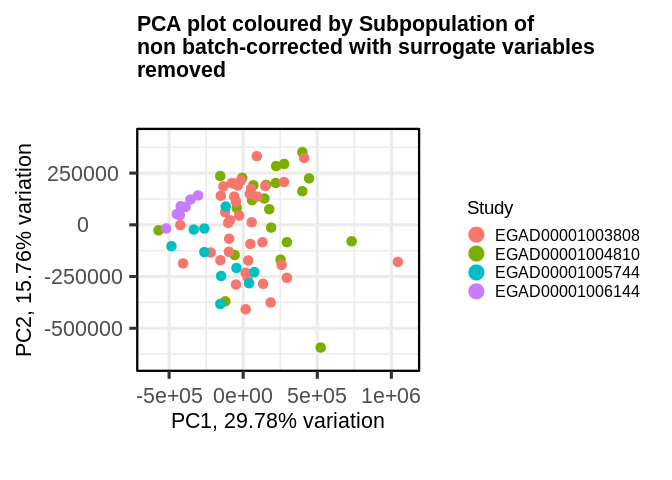 PCA plot coloured by Subpopulation of
non batch-corrected with surrogate variables
removed
PC2, 15.76% variation
250000
0
-250000
-500000
-5e+05 0e+00 5e+05 1e+06
PC1, 29.78% variation
Study
EGAD00001003808
EGAD00001004810
EGAD00001005744
EGAD00001006144